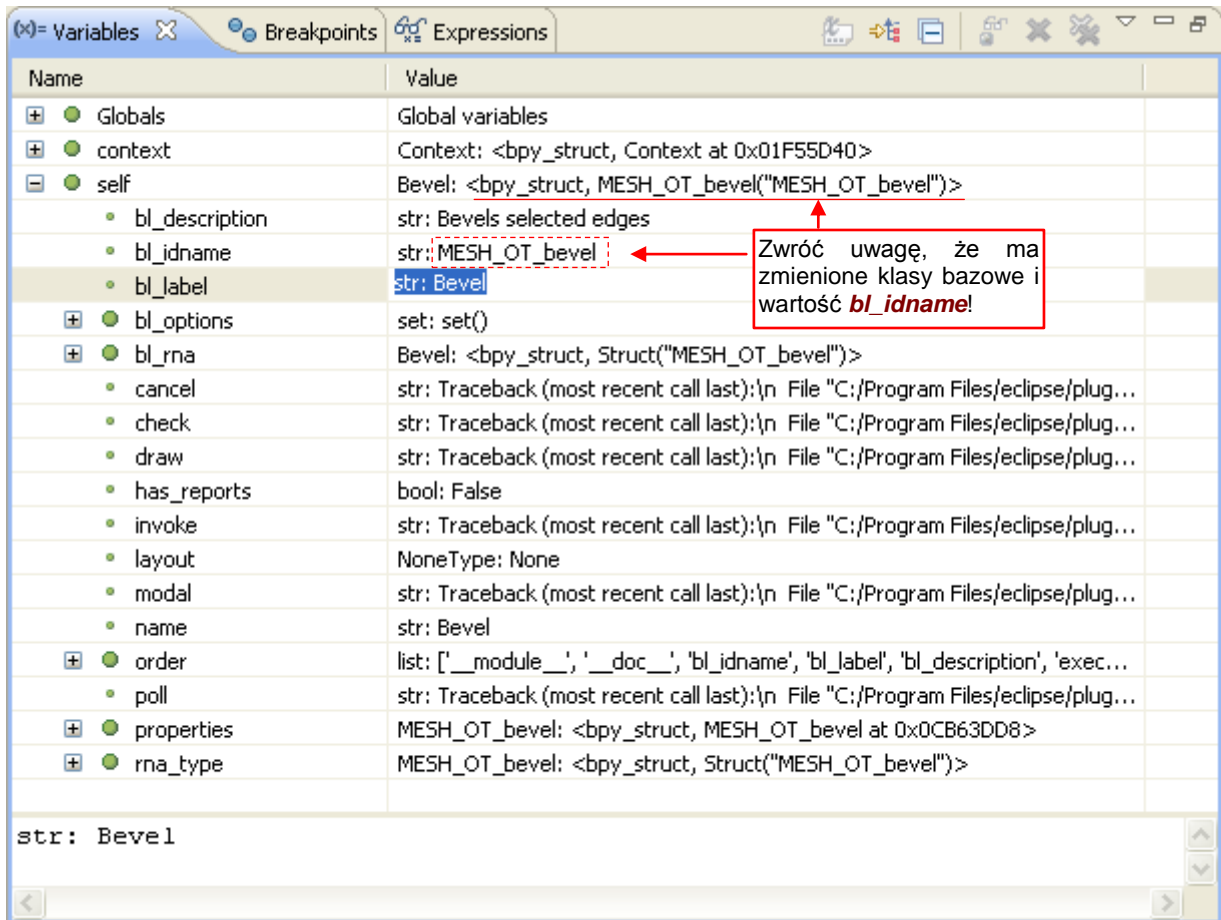 (x)= Variables Breakpoints Expressions
Name Value
Globals Global variables
context Context: <bpy_struct, Context at 0x01F55D40>
self Bevel: <bpy_struct, MESH_OT_bevel("MESH_OT_bevel")>
bl_description str: Bevels selected edges
bl_idname str: MESH_OT_bevel
Zwróć uwagę, że ma
zmienione klasy bazowe i
wartość bl_idname!
bl_label str: Bevel
bl_options set: set()
bl_rna Bevel: <bpy_struct, Struct("MESH_OT_bevel")>
cancel str: Traceback (most recent call last):\n File "C:/Program Files/eclipse/plug...
check str: Traceback (most recent call last):\n File "C:/Program Files/eclipse/plug...
draw str: Traceback (most recent call last):\n File "C:/Program Files/eclipse/plug...
has_reports bool: False
invoke str: Traceback (most recent call last):\n File "C:/Program Files/eclipse/plug...
layout NoneType: None
modal str: Traceback (most recent call last):\n File "C:/Program Files/eclipse/plug...
name str: Bevel
order list: ['__module__', '__doc__', 'bl_idname', 'bl_label', 'bl_description', 'exec...
poll str: Traceback (most recent call last):\n File "C:/Program Files/eclipse/plug...
properties MESH_OT_bevel: <bpy_struct, MESH_OT_bevel at 0x0CB63DD8>
rna_type MESH_OT_bevel: <bpy_struct, Struct("MESH_OT_bevel")>
str: Bevel